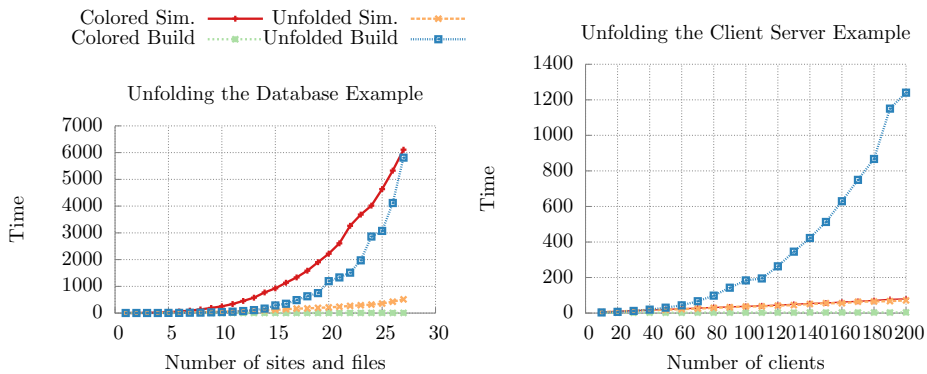 Colored Sim. Unfolded Sim.
Colored Build Unfolded Build
Unfolding the Database Example
7000
6000
5000
4000
3000
2000
1000
0
Time
0 5 10 15 20 25 30
Number of sites and files
Unfolding the Client Server Example
1400
1200
1000
800
600
400
200
0
Time
0 20 40 60 80 100 120 140 160 180 200
Number of clients